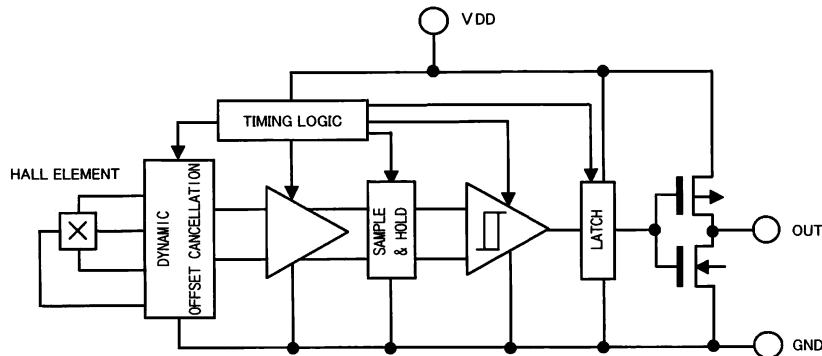 VDD
TIMING LOGIC
HALL ELEMENT
DYNAMIC
OFFSET CANCELLATION
SAMPLE
& HOLD
LATCH
OUT
GND